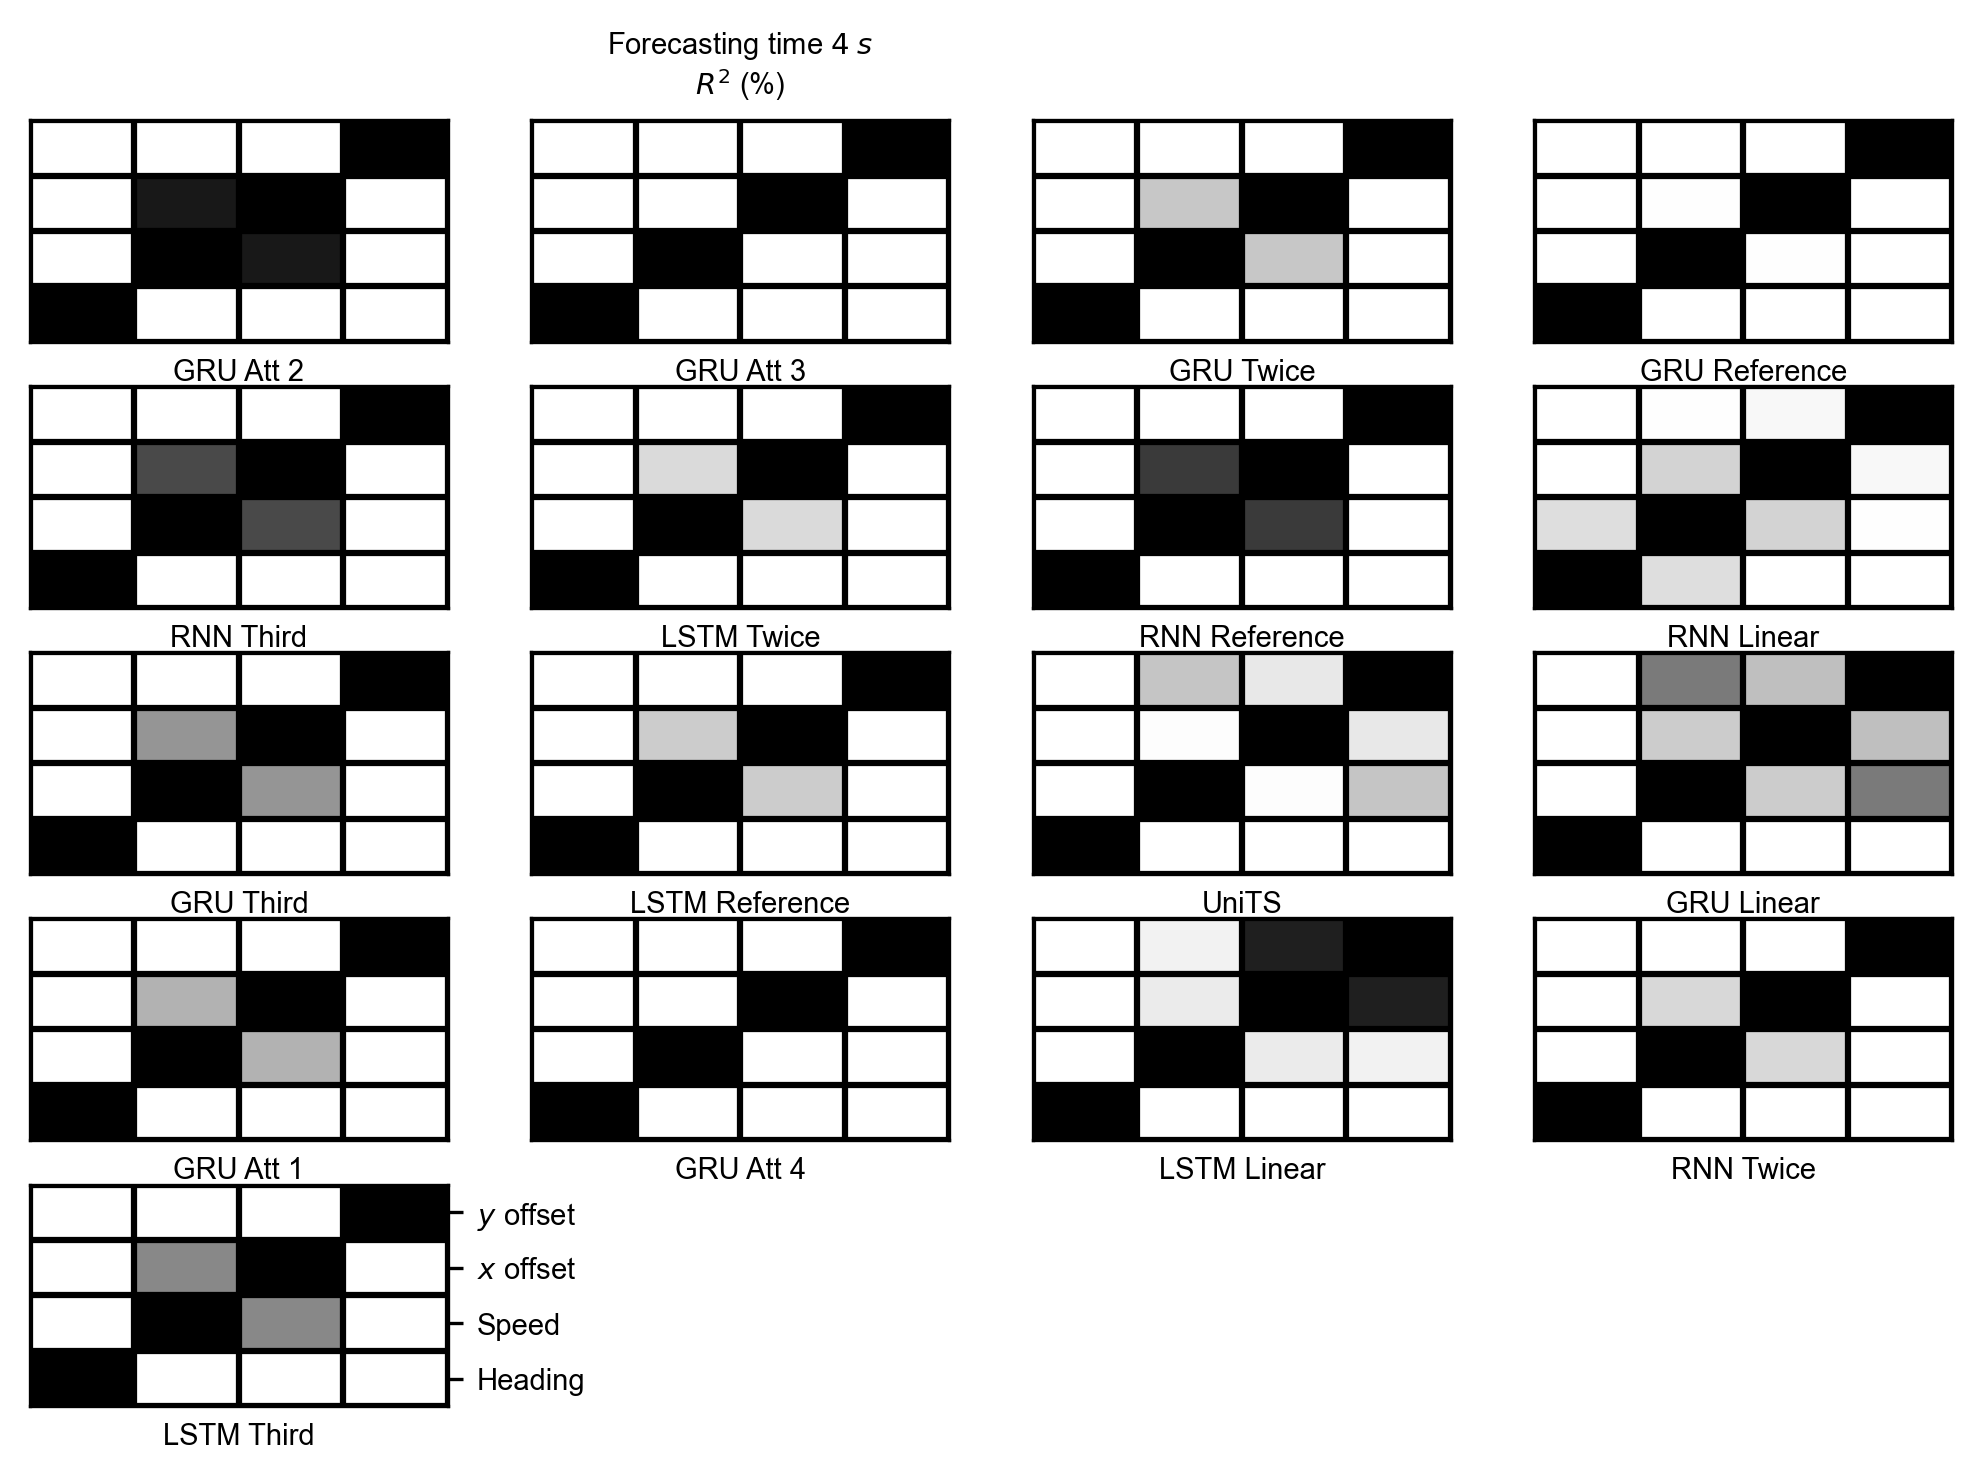 Forecasting time 4 s
R² (%)
GRU Att 2
GRU Att 3
GRU Twice
GRU Reference
RNN Third
LSTM Twice
RNN Reference
RNN Linear
GRU Third
LSTM Reference
UniTS
GRU Linear
GRU Att 1
GRU Att 4
LSTM Linear
RNN Twice
y offset
x offset
Speed
Heading
LSTM Third